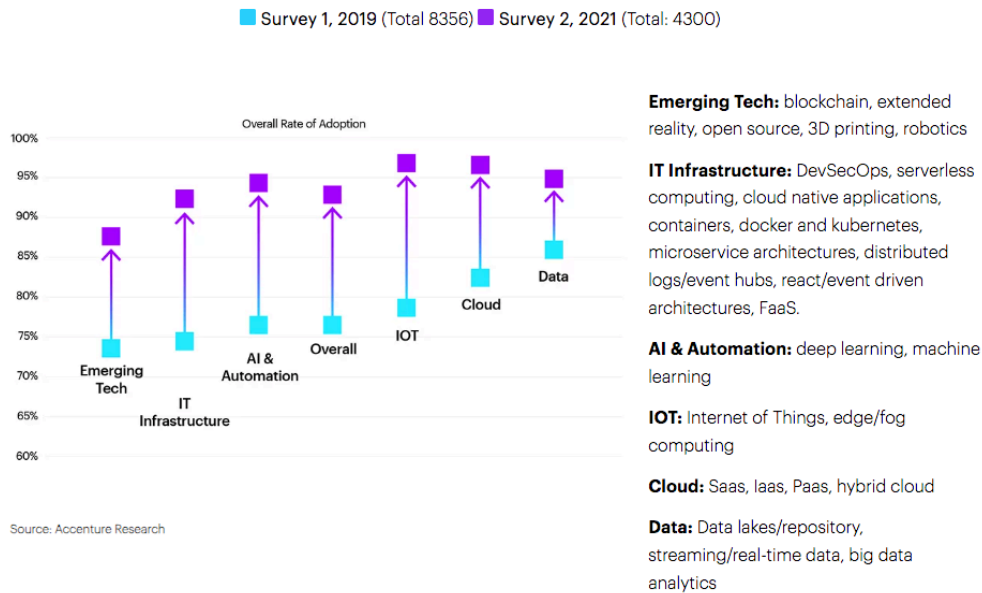 Survey 1, 2019 (Total 8356) Survey 2, 2021 (Total: 4300)
Overall Rate of Adoption
100%
95%
90%
85%
80%
75%
70%
65%
60%
Emerging
Tech
IT
Infrastructure
AI &
Automation
Overall
IOT
Cloud
Data
Source: Accenture Research
Emerging Tech: blockchain, extended
reality, open source, 3D printing, robotics
IT Infrastructure: DevSecOps, serverless
computing, cloud native applications,
containers, docker and kubernetes,
microservice architectures, distributed
logs/event hubs, react/event driven
architectures, FaaS.
AI & Automation: deep learning, machine
learning
IOT: Internet of Things, edge/fog
computing
Cloud: Saas, Iaas, Paas, hybrid cloud
Data: Data lakes/repository,
streaming/real-time data, big data
analytics